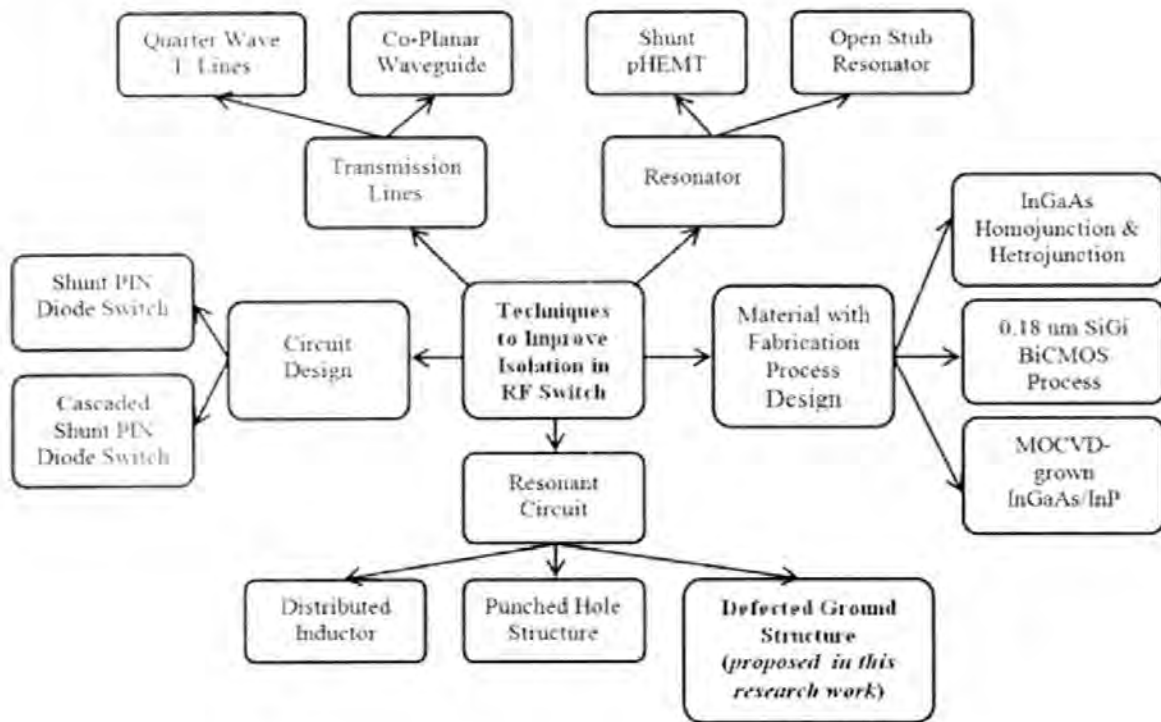 Quarter Wave
T. Lines
Co-Planar
Waveguide
Shunt
pHEMT
Open Stub
Resonator
Transmission
Lines
Resonator
InGaAs
Homojunction &
Hetrojunction
Shunt PIN
Diode Switch
Circuit
Design
Techniques
to Improve
Isolation in
RF Switch
Material with
Fabrication
Process
Design
0.18 nm SiGi
BiCMOS
Process
Cascaded
Shunt PIN
Diode Switch
Resonant
Circuit
MOCVD-
grown
InGaAs/InP
Distributed
Inductor
Punched Hole
Structure
Defected Ground
Structure
(proposed in this
research work)